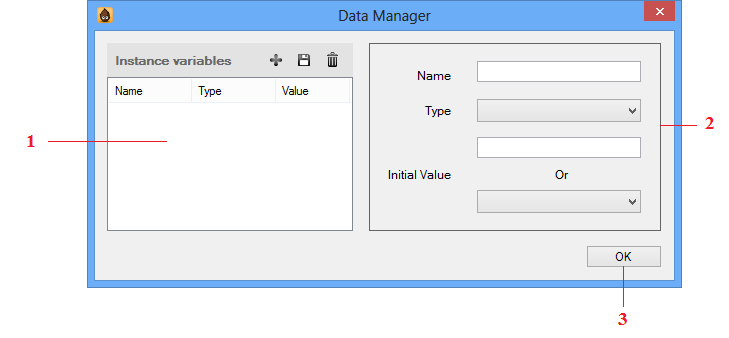 Data Manager
Instance variables
Name Type Value
1
Name
Type
2
Initial Value Or
OK
3